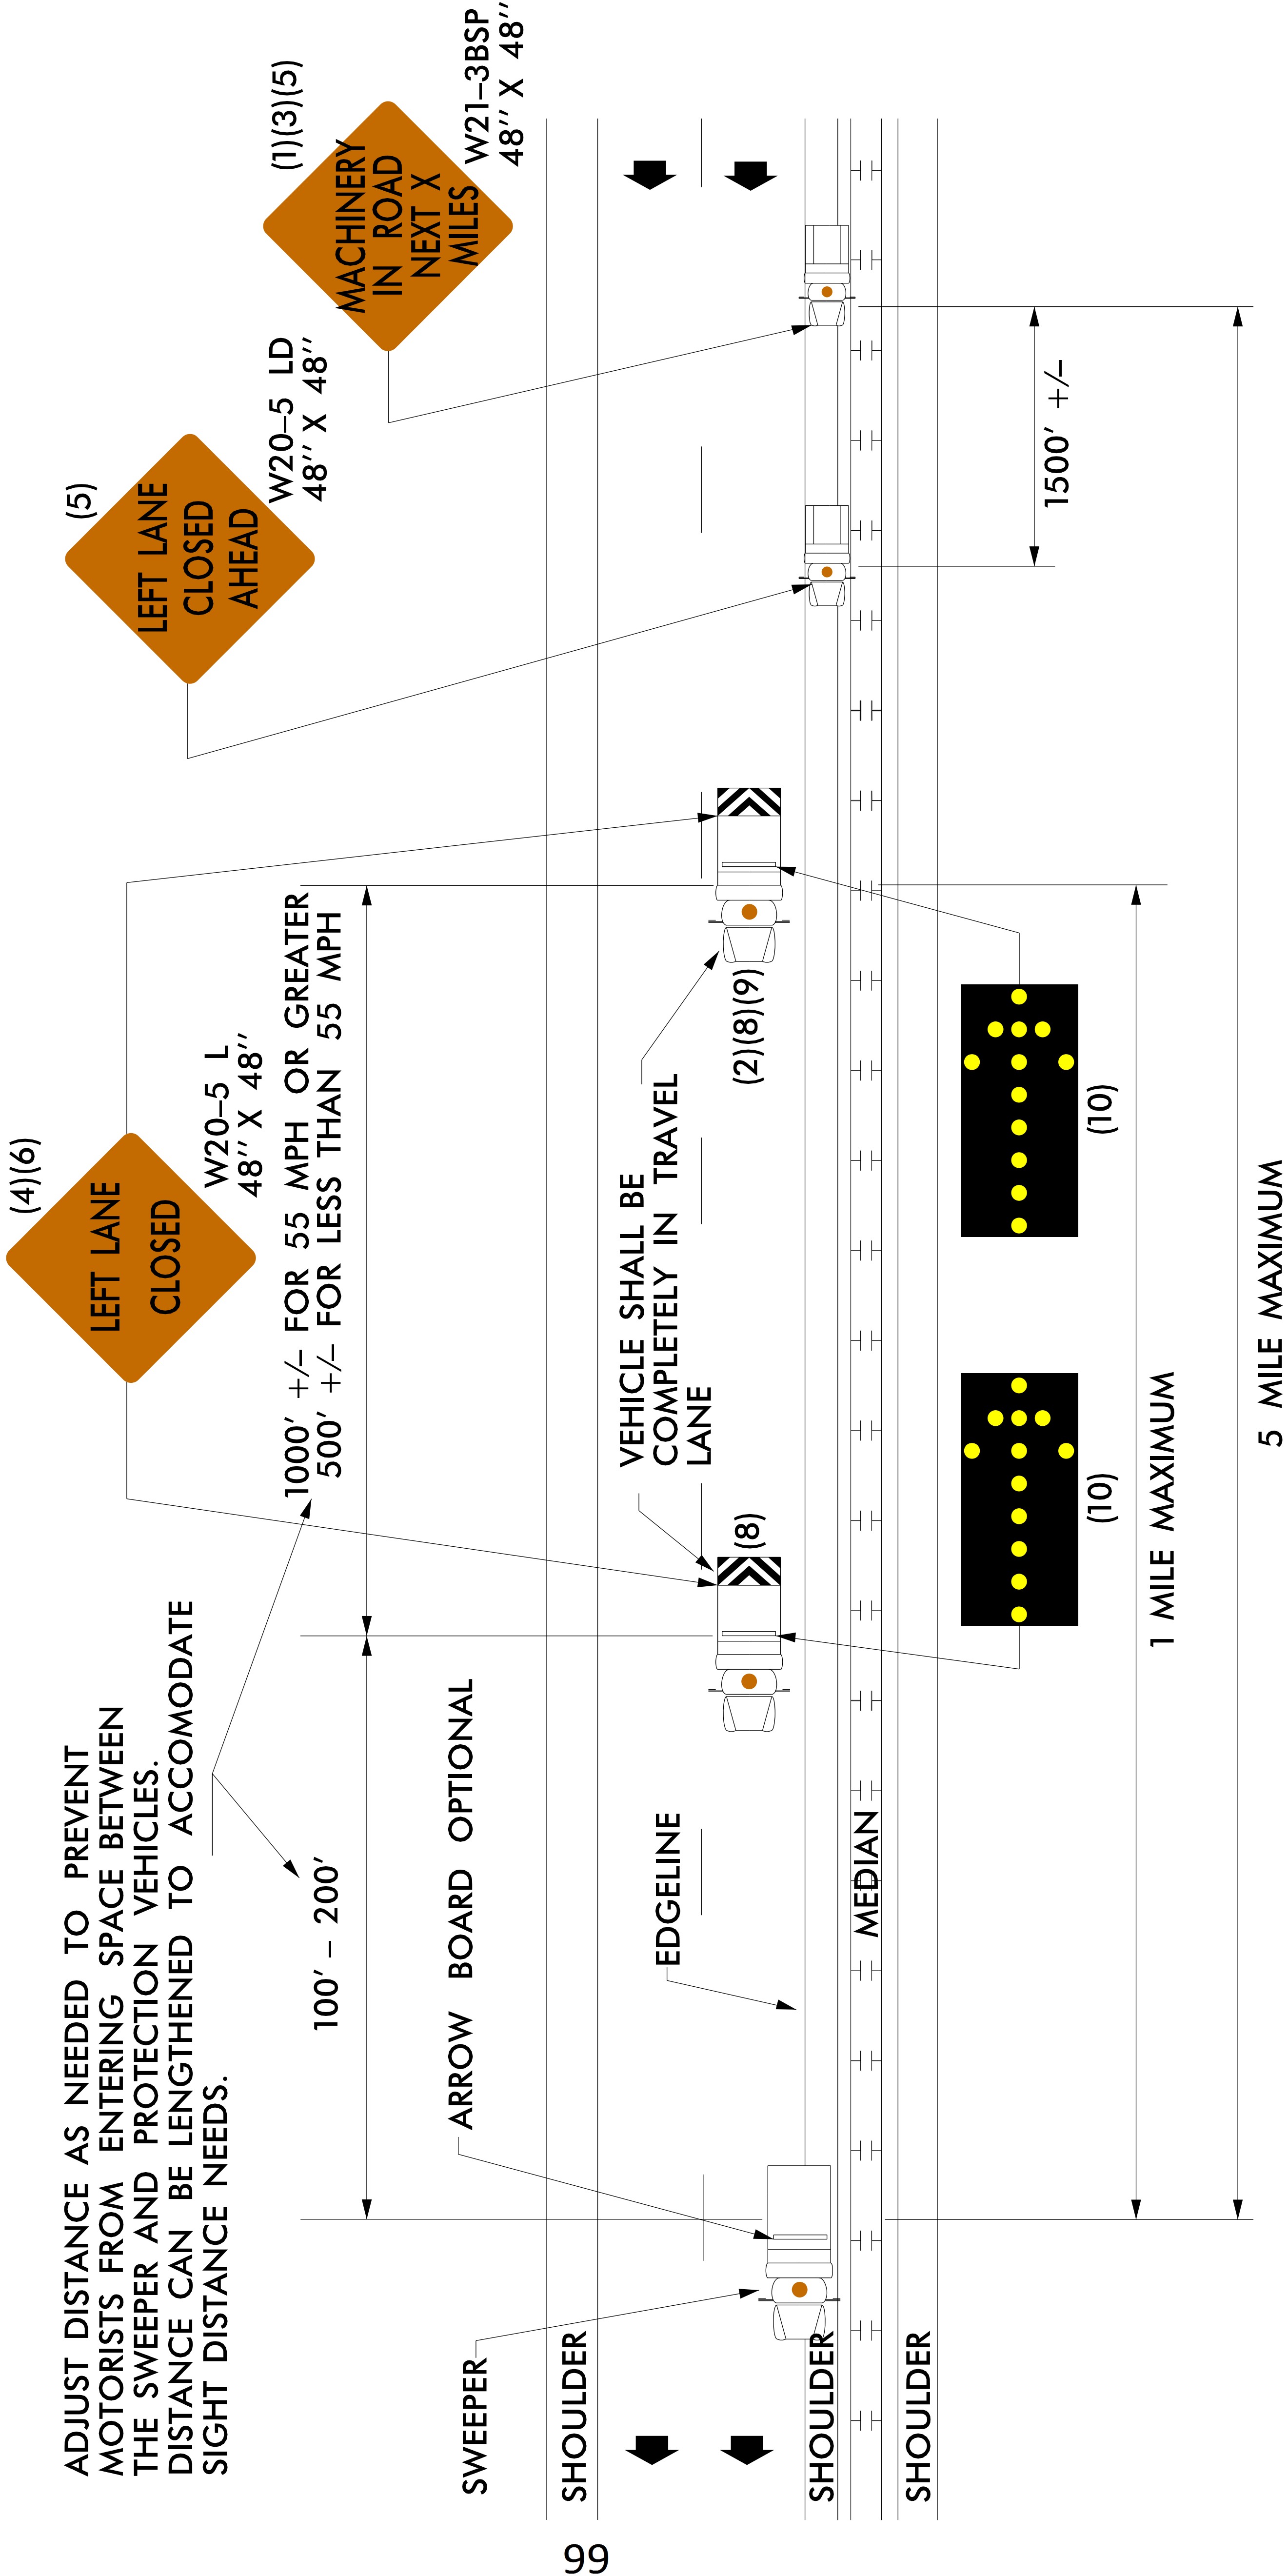 ADJUST DISTANCE AS NEEDED TO PREVENT
MOTORISTS FROM ENTERING SPACE BETWEEN
THE SWEEPER AND PROTECTION VEHICLES.
DISTANCE CAN BE LENGTHENED TO ACCOMODATE
SIGHT DISTANCE NEEDS.
(4)(6)
LEFT LANE
CLOSED
W20–5 L
48'' X 48''
(5)
LEFT LANE
CLOSED
AHEAD
W20–5 LD
48'' X 48''
(1)(3)(5)
MACHINERY
IN ROAD
NEXT X
MILES
W21–3BSP
48'' X 48''
100' – 200'
1000' +/– FOR 55 MPH OR GREATER
500' +/– FOR LESS THAN 55 MPH
SWEEPER
ARROW BOARD OPTIONAL
VEHICLE SHALL BE
COMPLETELY IN TRAVEL
LANE
EDGELINE
(8)
(2)(8)(9)
SHOULDER
SHOULDER
MEDIAN
SHOULDER
(10)
(10)
1500' +/–
1 MILE MAXIMUM
5 MILE MAXIMUM
99